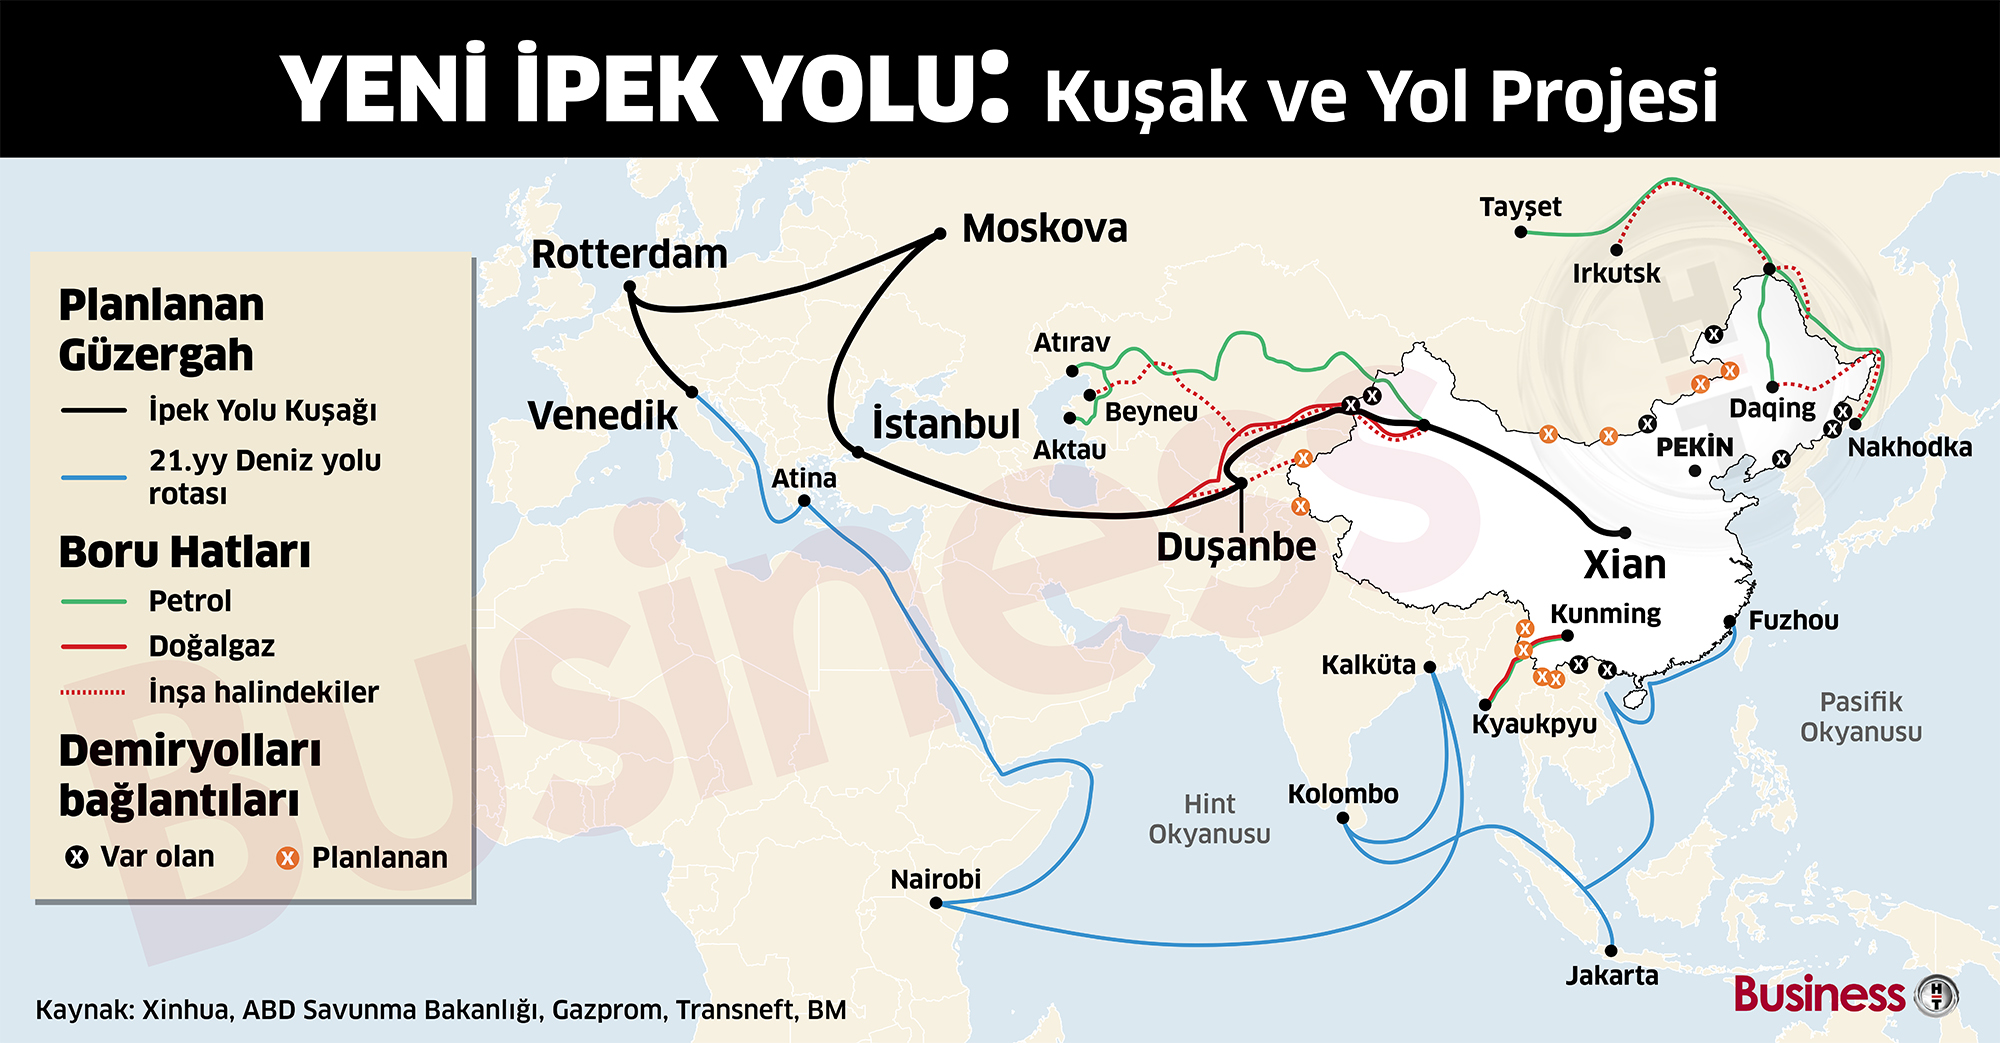 YENİ İPEK YOLU: Kuşak ve Yol Projesi
Planlanan
Güzergah
İpek Yolu Kuşağı
21.yy Deniz yolu
rotası
Boru Hatları
Petrol
Doğalgaz
İnşa halindekiler
Demiryolları
bağlantıları
X Var olan
X Planlanan
Moskova
Rotterdam
Venedik
İstanbul
Atina
Atırav
Beyneu
Aktau
Duşanbe
Tayşet
Irkutsk
Daqing
PEKİN
Nakhodka
Xian
Kunming
Fuzhou
Kalküta
Kyaukpyu
Kolombo
Nairobi
Jakarta
Hint
Okyanusu
Pasifik
Okyanusu
Business
HT
Kaynak: Xinhua, ABD Savunma Bakanlığı, Gazprom, Transneft, BM
Business HT